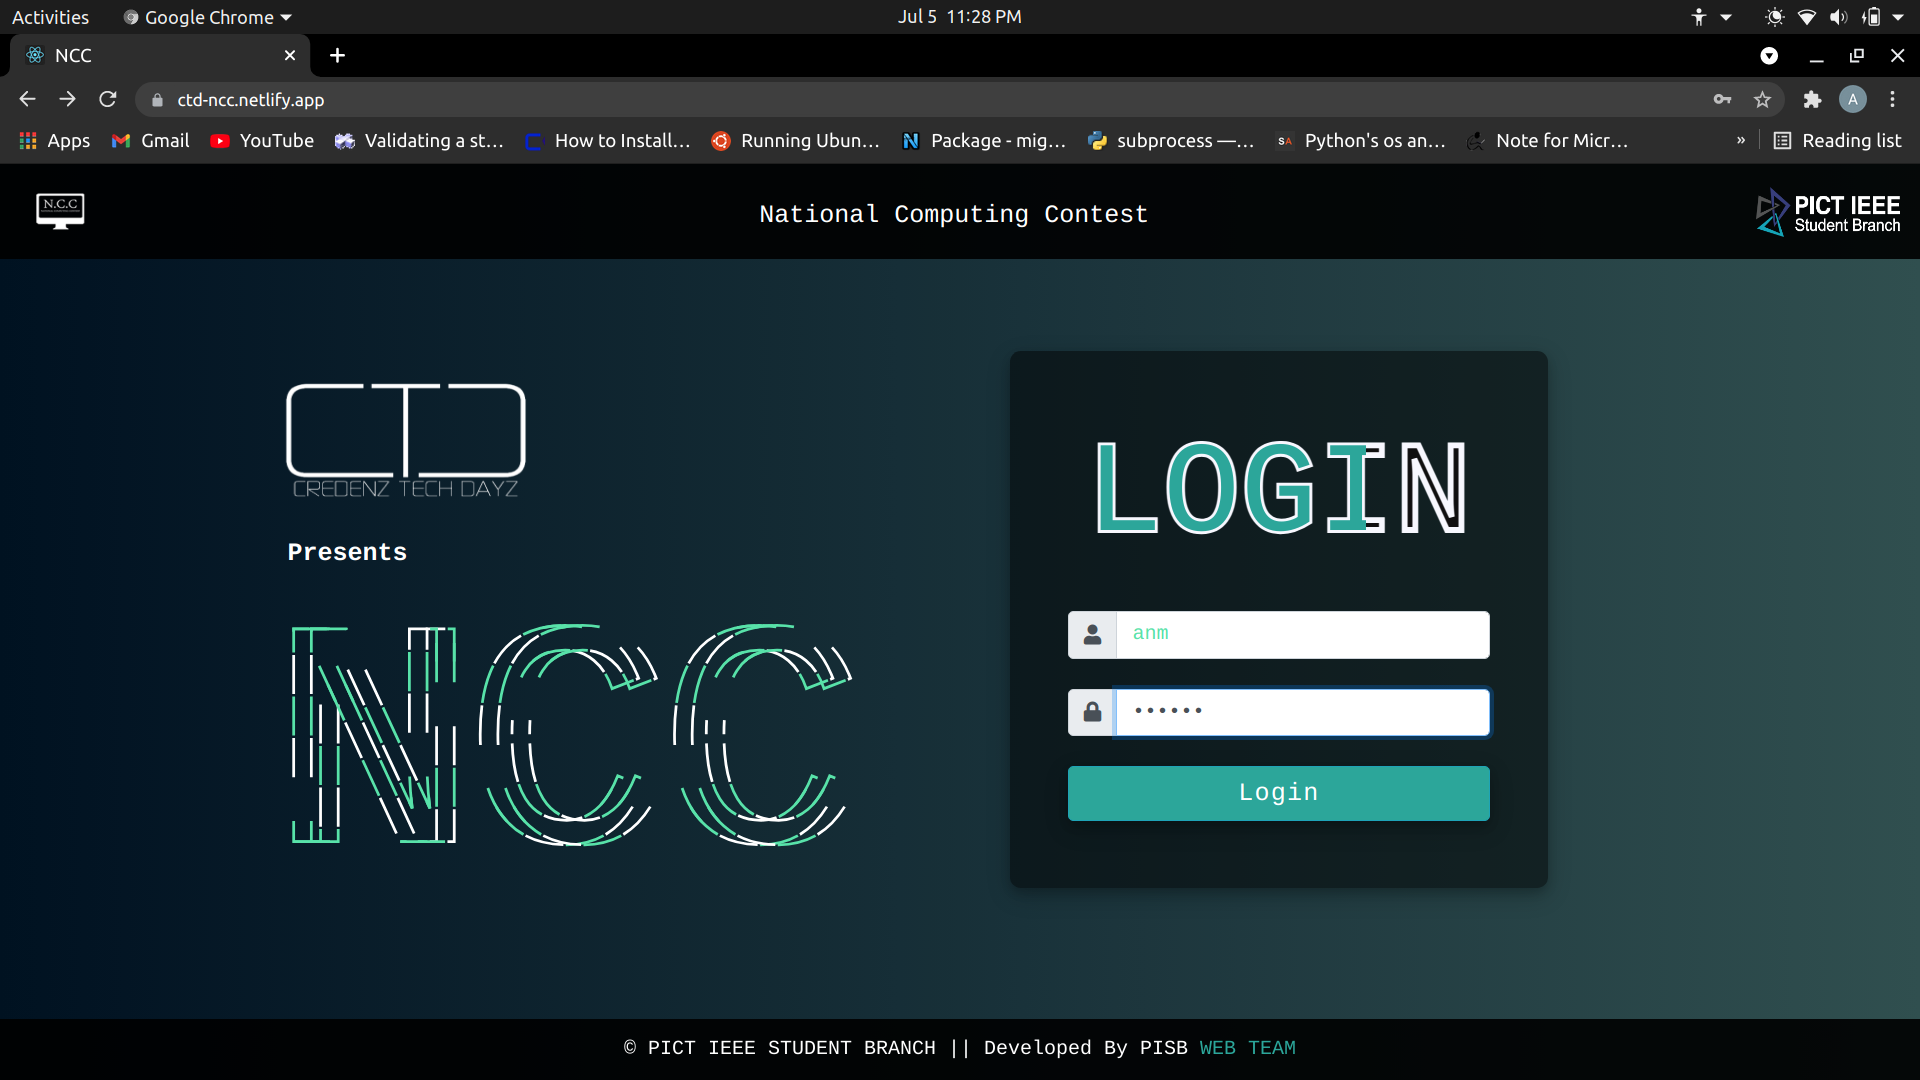 Activities Google Chrome Jul 5 11:28 PM
NCC
ctd-ncc.netlify.app A
Apps Gmail YouTube Validating a st... How to Install... Running Ubun... Package - mig... subprocess —... SA Python's os an... Note for Micr... » Reading list
N.C.C National Computing Contest PICT IEEE
Student Branch
CTD
CREDENZ TECH DAYZ
LOGIN
Presents
anm
NCC
Login
© PICT IEEE STUDENT BRANCH || Developed By PISB WEB TEAM